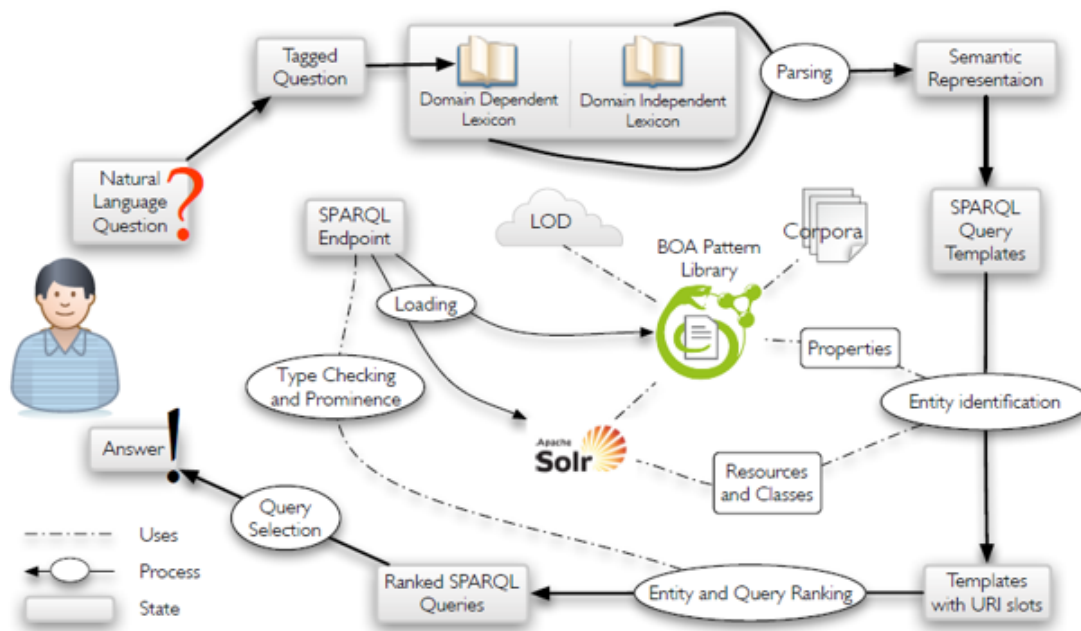 Tagged
Question
Domain Dependent
Lexicon
Domain Independent
Lexicon
Parsing
Semantic
Representaion
Natural
Language
Question
?
SPARQL
Endpoint
LOD
Corpora
BOA Pattern
Library
SPARQL
Query
Templates
Loading
Properties
Type Checking
and Prominence
Entity identification
Apache
Solr
Resources
and Classes
Answer
!
Query
Selection
Uses
Process
State
Ranked SPARQL
Queries
Entity and Query Ranking
Templates
with URI slots